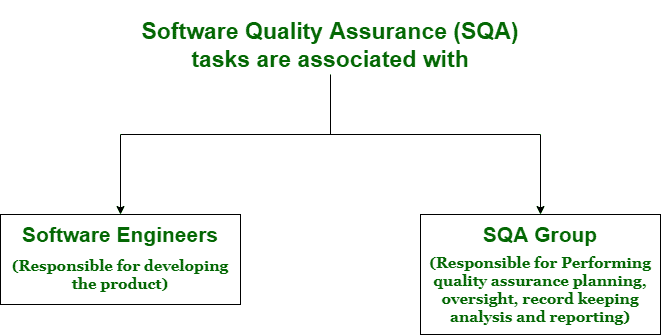 Software Quality Assurance (SQA)
tasks are associated with
Software Engineers
(Responsible for developing
the product)
SQA Group
(Responsible for Performing
quality assurance planning,
oversight, record keeping
analysis and reporting)